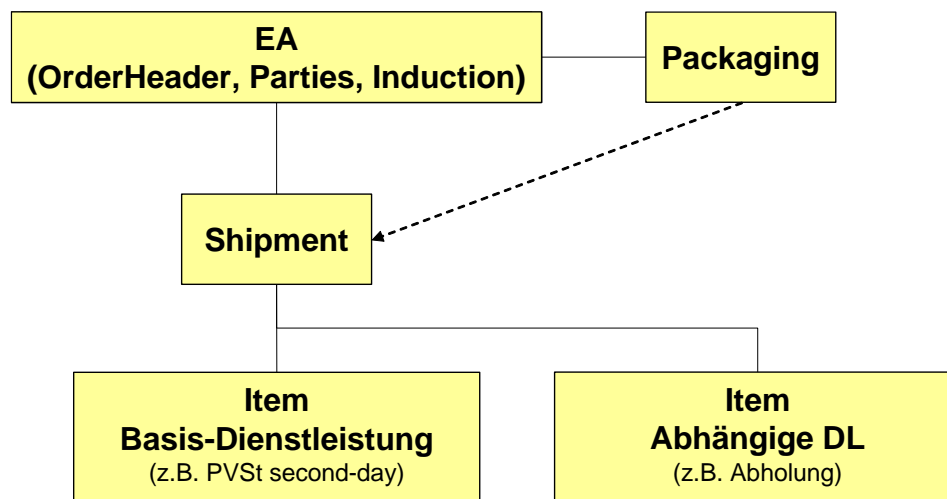 EA
(OrderHeader, Parties, Induction)
Packaging
Shipment
Item
Basis-Dienstleistung
(z.B. PVSt second-day)
Item
Abhängige DL
(z.B. Abholung)